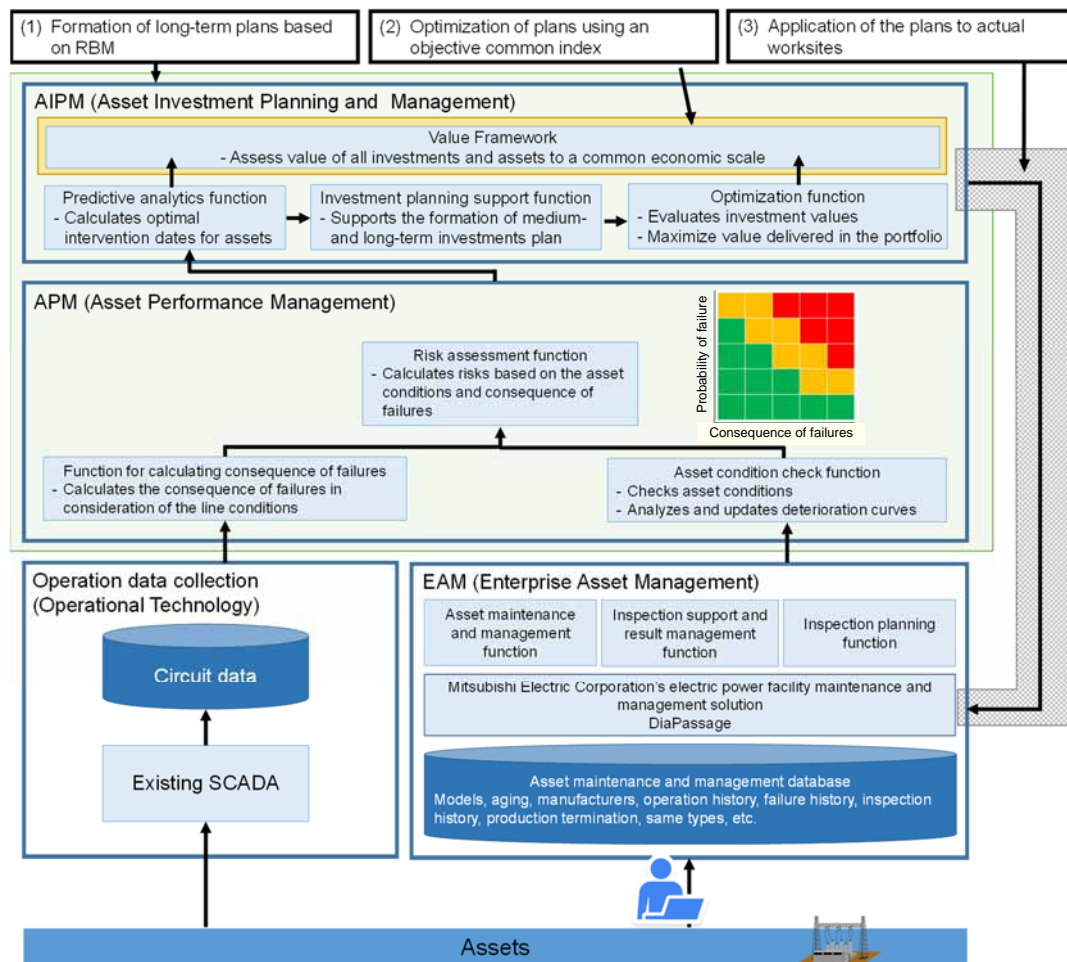 (1) Formation of long-term plans based
on RBM
(2) Optimization of plans using an
objective common index
(3) Application of the plans to actual
worksites
AIPM (Asset Investment Planning and Management)
Value Framework
- Assess value of all investments and assets to a common economic scale
Predictive analytics function
- Calculates optimal
intervention dates for assets
Investment planning support function
- Supports the formation of medium-
and long-term investments plan
Optimization function
- Evaluates investment values
- Maximize value delivered in the portfolio
APM (Asset Performance Management)
Probability of failure
Consequence of failures
Risk assessment function
- Calculates risks based on the asset
conditions and consequence of
failures
Function for calculating consequence of failures
- Calculates the consequence of failures in
consideration of the line conditions
Asset condition check function
- Checks asset conditions
- Analyzes and updates deterioration curves
Operation data collection
(Operational Technology)
Circuit data
Existing SCADA
EAM (Enterprise Asset Management)
Asset maintenance
and management
function
Inspection support and
result management
function
Inspection planning
function
Mitsubishi Electric Corporation's electric power facility maintenance and
management solution
DiaPassage
Asset maintenance and management database
Models, aging, manufacturers, operation history, failure history, inspection
history, production termination, same types, etc.
Assets